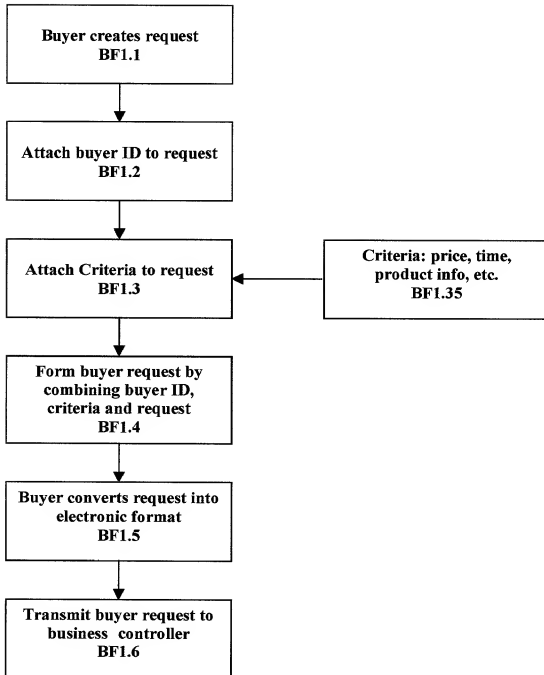 Buyer creates request
BF1.1
Attach buyer ID to request
BF1.2
Attach Criteria to request
BF1.3
Criteria: price, time,
product info, etc.
BF1.35
Form buyer request by
combining buyer ID,
criteria and request
BF1.4
Buyer converts request into
electronic format
BF1.5
Transmit buyer request to
business controller
BF1.6